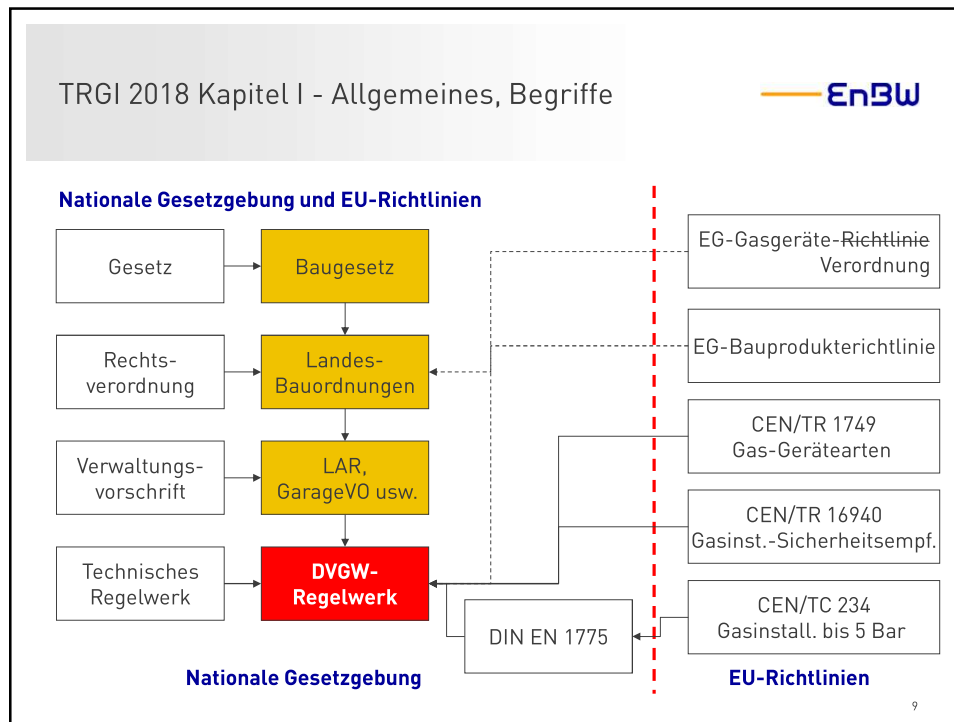 TRGI 2018 Kapitel I - Allgemeines, Begriffe
EnBW
Nationale Gesetzgebung und EU-Richtlinien
Gesetz
Baugesetz
EG-Gasgeräte-Richtlinie
Verordnung
Rechts-
verordnung
Landes-
Bauordnungen
EG-Bauprodukterichtlinie
CEN/TR 1749
Gas-Gerätearten
Verwaltungs-
vorschrift
LAR,
GarageVO usw.
CEN/TR 16940
Gasinst.-Sicherheitsempf.
Technisches
Regelwerk
DVGW-
Regelwerk
DIN EN 1775
CEN/TC 234
Gasinstall. bis 5 Bar
Nationale Gesetzgebung
EU-Richtlinien
9